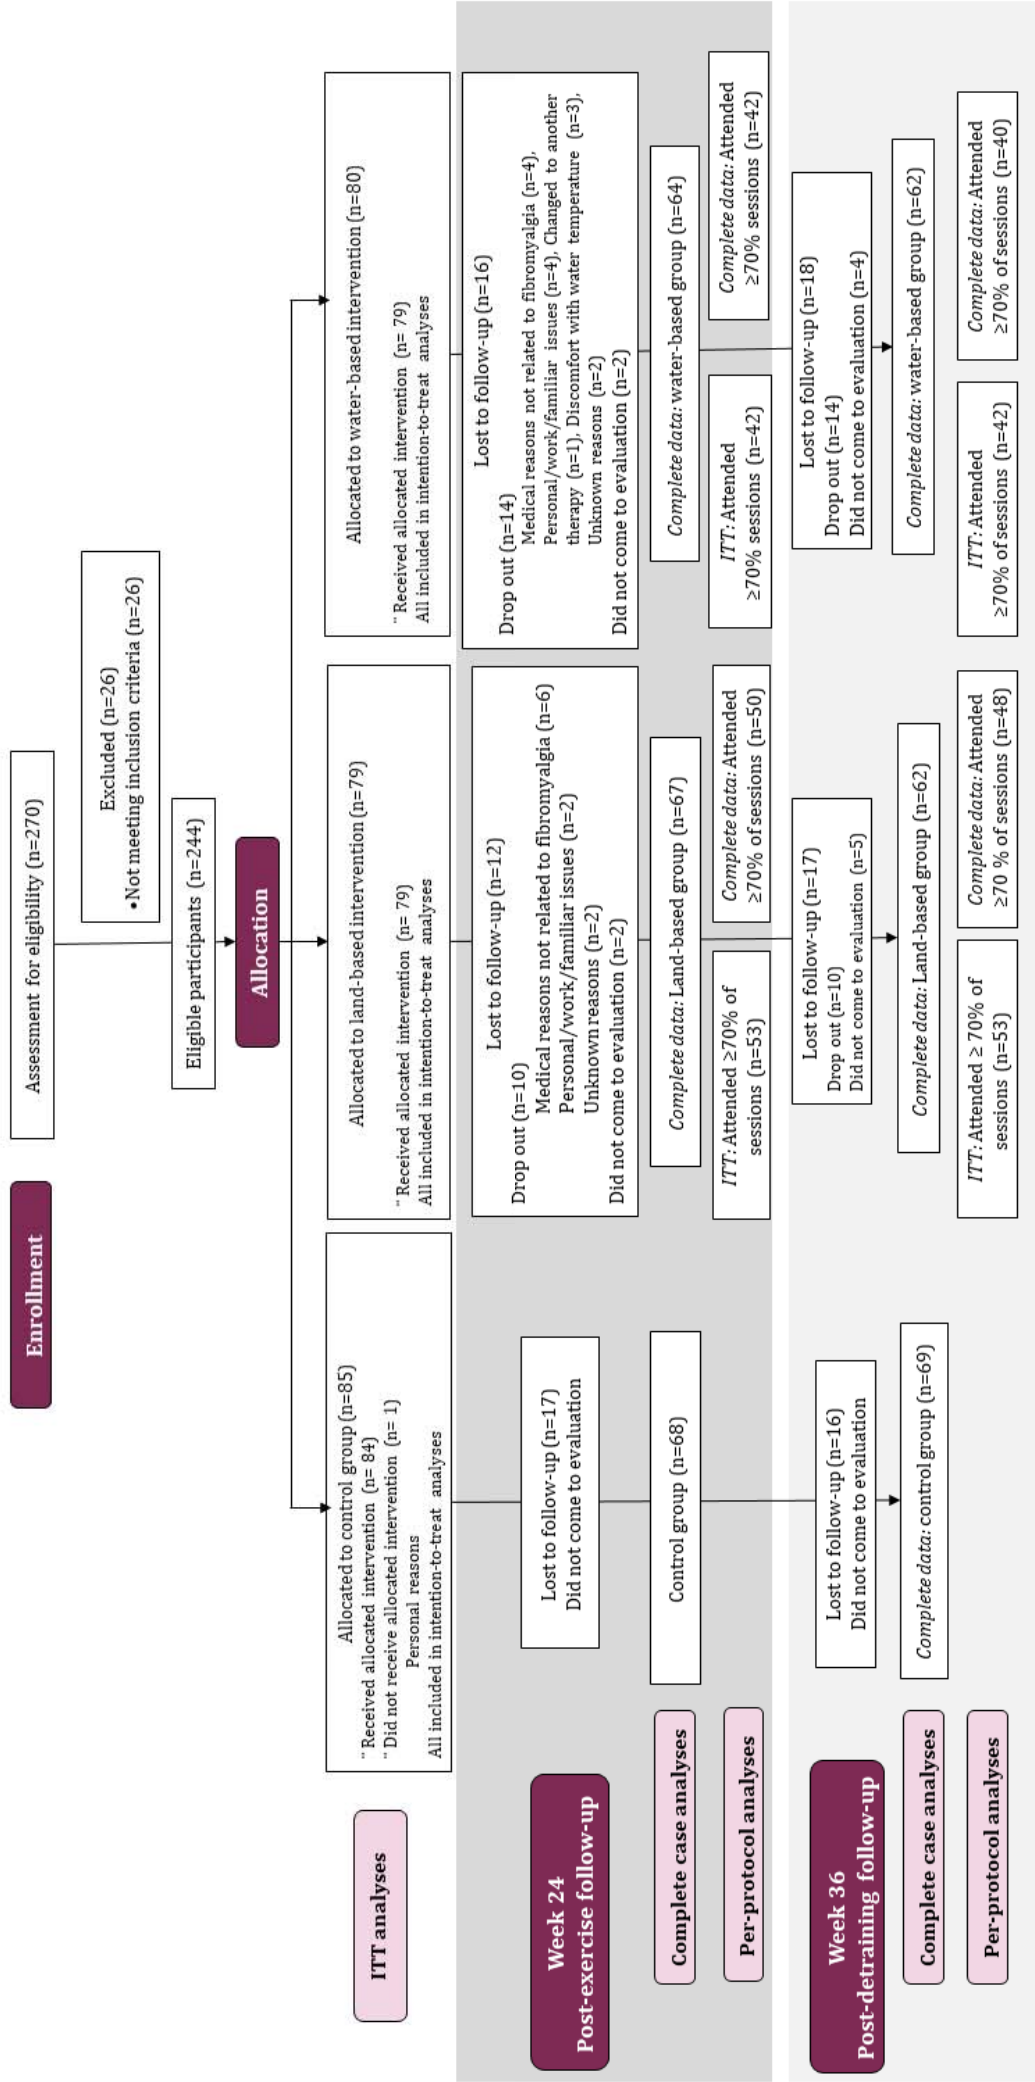 Enrollment
Assessment for eligibility (n=270)
Excluded (n=26)
•Not meeting inclusion criteria (n=26)
Eligible participants (n=244)
Allocation
ITT analyses
Allocated to control group (n=85)
¨ Received allocated intervention (n= 84)
¨ Did not receive allocated intervention (n= 1)
Personal reasons
All included in intention-to-treat analyses
Allocated to land-based intervention (n=79)
¨ Received allocated intervention (n= 79)
All included in intention-to-treat analyses
Allocated to water-based intervention (n=80)
¨ Received allocated intervention (n= 79)
All included in intention-to-treat analyses
Week 24
Post-exercise follow-up
Lost to follow-up (n=17)
Did not come to evaluation
Lost to follow-up (n=12)
Drop out (n=10)
Medical reasons not related to fibromyalgia (n=6)
Personal/work/familiar issues (n=2)
Unknown reasons (n=2)
Did not come to evaluation (n=2)
Lost to follow-up (n=16)
Drop out (n=14)
Medical reasons not related to fibromyalgia (n=4),
Personal/work/familiar issues (n=4), Changed to another
therapy (n=1), Discomfort with water temperature (n=3),
Unknown reasons (n=2)
Did not come to evaluation (n=2)
Complete case analyses
Control group (n=68)
Complete data: Land-based group (n=67)
Complete data: water-based group (n=64)
Per-protocol analyses
ITT: Attended ≥70% of
sessions (n=53)
Complete data: Attended
≥70% of sessions (n=50)
ITT: Attended
≥70% sessions (n=42)
Complete data: Attended
≥70% sessions (n=42)
Week 36
Post-detraining follow-up
Lost to follow-up (n=16)
Did not come to evaluation
Lost to follow-up (n=17)
Drop out (n=10)
Did not come to evaluation (n=5)
Lost to follow-up (n=18)
Drop out (n=14)
Did not come to evaluation (n=4)
Complete case analyses
Complete data: control group (n=69)
Complete data: Land-based group (n=62)
Complete data: water-based group (n=62)
Per-protocol analyses
ITT: Attended ≥ 70% of
sessions (n=53)
Complete data: Attended
≥70 % of sessions (n=48)
ITT: Attended
≥70% of sessions (n=42)
Complete data: Attended
≥70% of sessions (n=40)